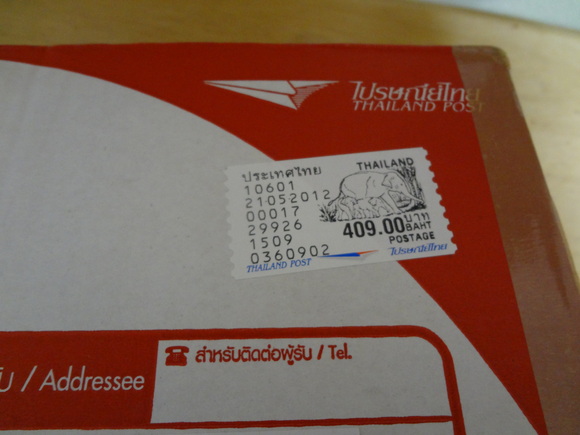 ไปรษณีย์ไทย
THAILAND POST
ประเทศไทย
THAILAND
10601
21052012
00017
29926
1509
0360902
409.00 บาท
BAHT
POSTAGE
THAILAND POST
ไปรษณีย์ไทย
/ Addressee
สำหรับติดต่อผู้รับ / Tel.